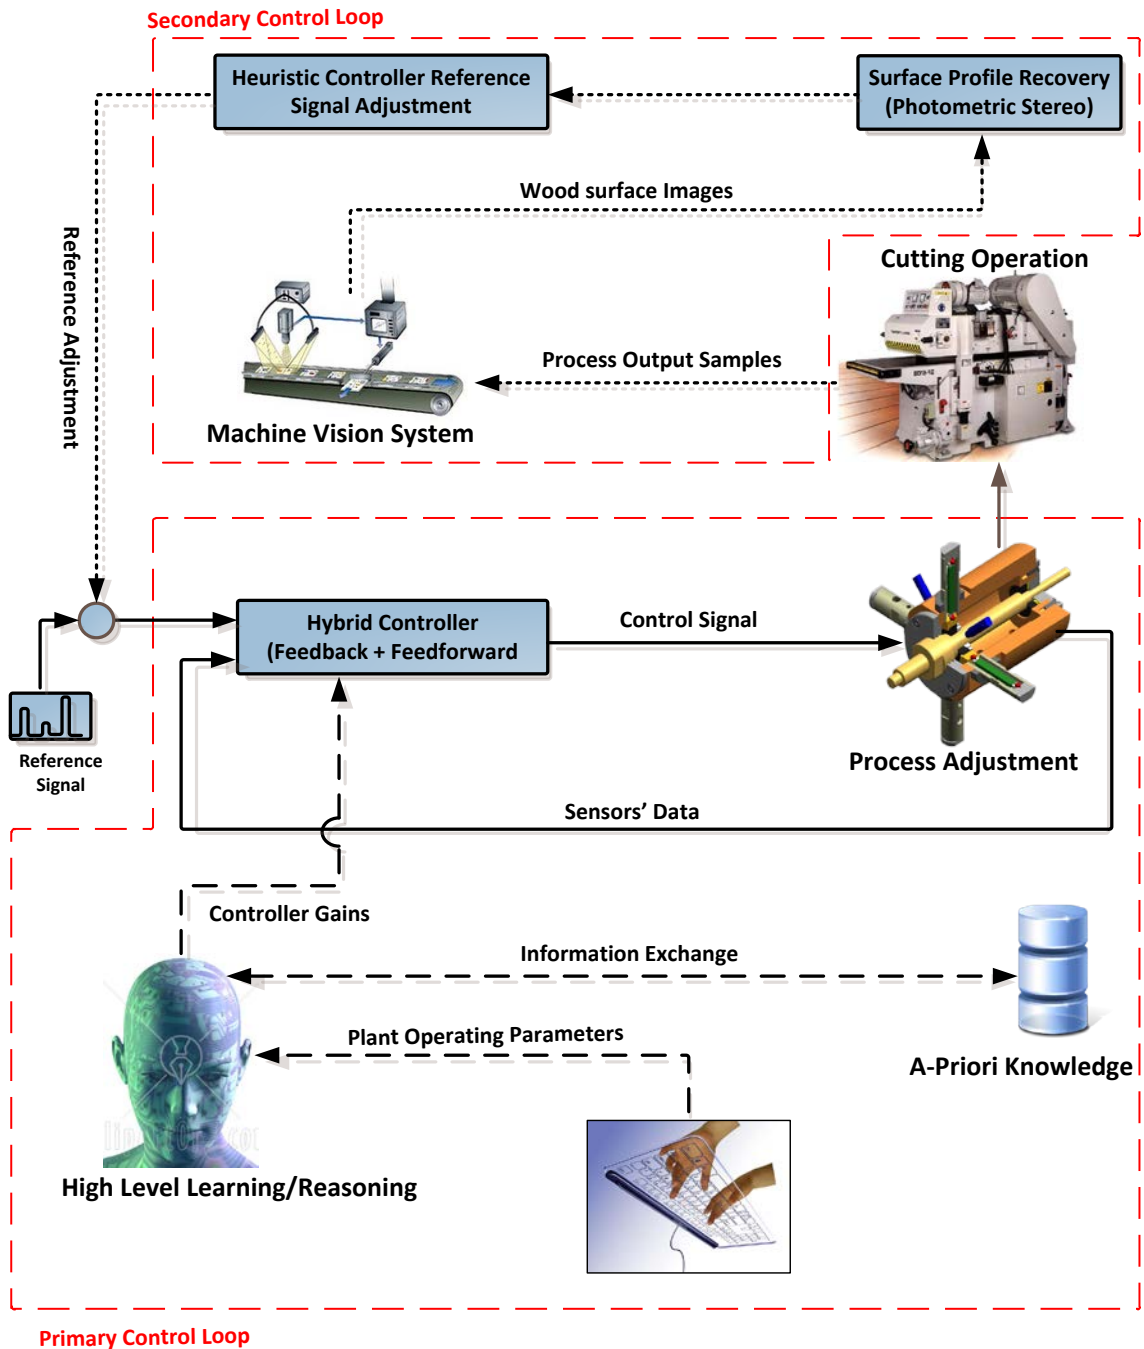 Secondary Control Loop
Heuristic Controller Reference
Signal Adjustment
Surface Profile Recovery
(Photometric Stereo)
Wood surface Images
Reference Adjustment
Cutting Operation
Process Output Samples
Machine Vision System
Hybrid Controller
(Feedback + Feedforward
Control Signal
Reference
Signal
Process Adjustment
Sensors' Data
Controller Gains
Information Exchange
Plant Operating Parameters
A-Priori Knowledge
High Level Learning/Reasoning
Primary Control Loop